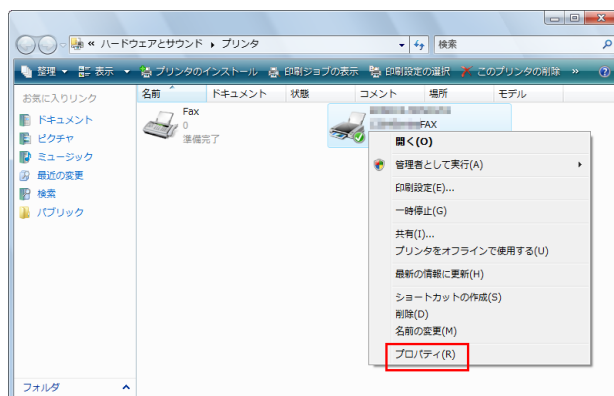 « ハードウェアとサウンド ▸ プリンタ
検索
整理 表示 プリンタのインストール 印刷ジョブの表示 印刷設定の選択 このプリンタの削除 »
お気に入りリンク
ドキュメント
ピクチャ
ミュージック
最近の変更
検索
パブリック
フォルダ
名前 ドキュメント 状態 コメント 場所 モデル
Fax
0
準備完了
FAX
開く(O)
管理者として実行(A)
印刷設定(E)...
一時停止(G)
共有(I)...
プリンタをオフラインで使用する(U)
最新の情報に更新(H)
ショートカットの作成(S)
削除(D)
名前の変更(M)
プロパティ(R)